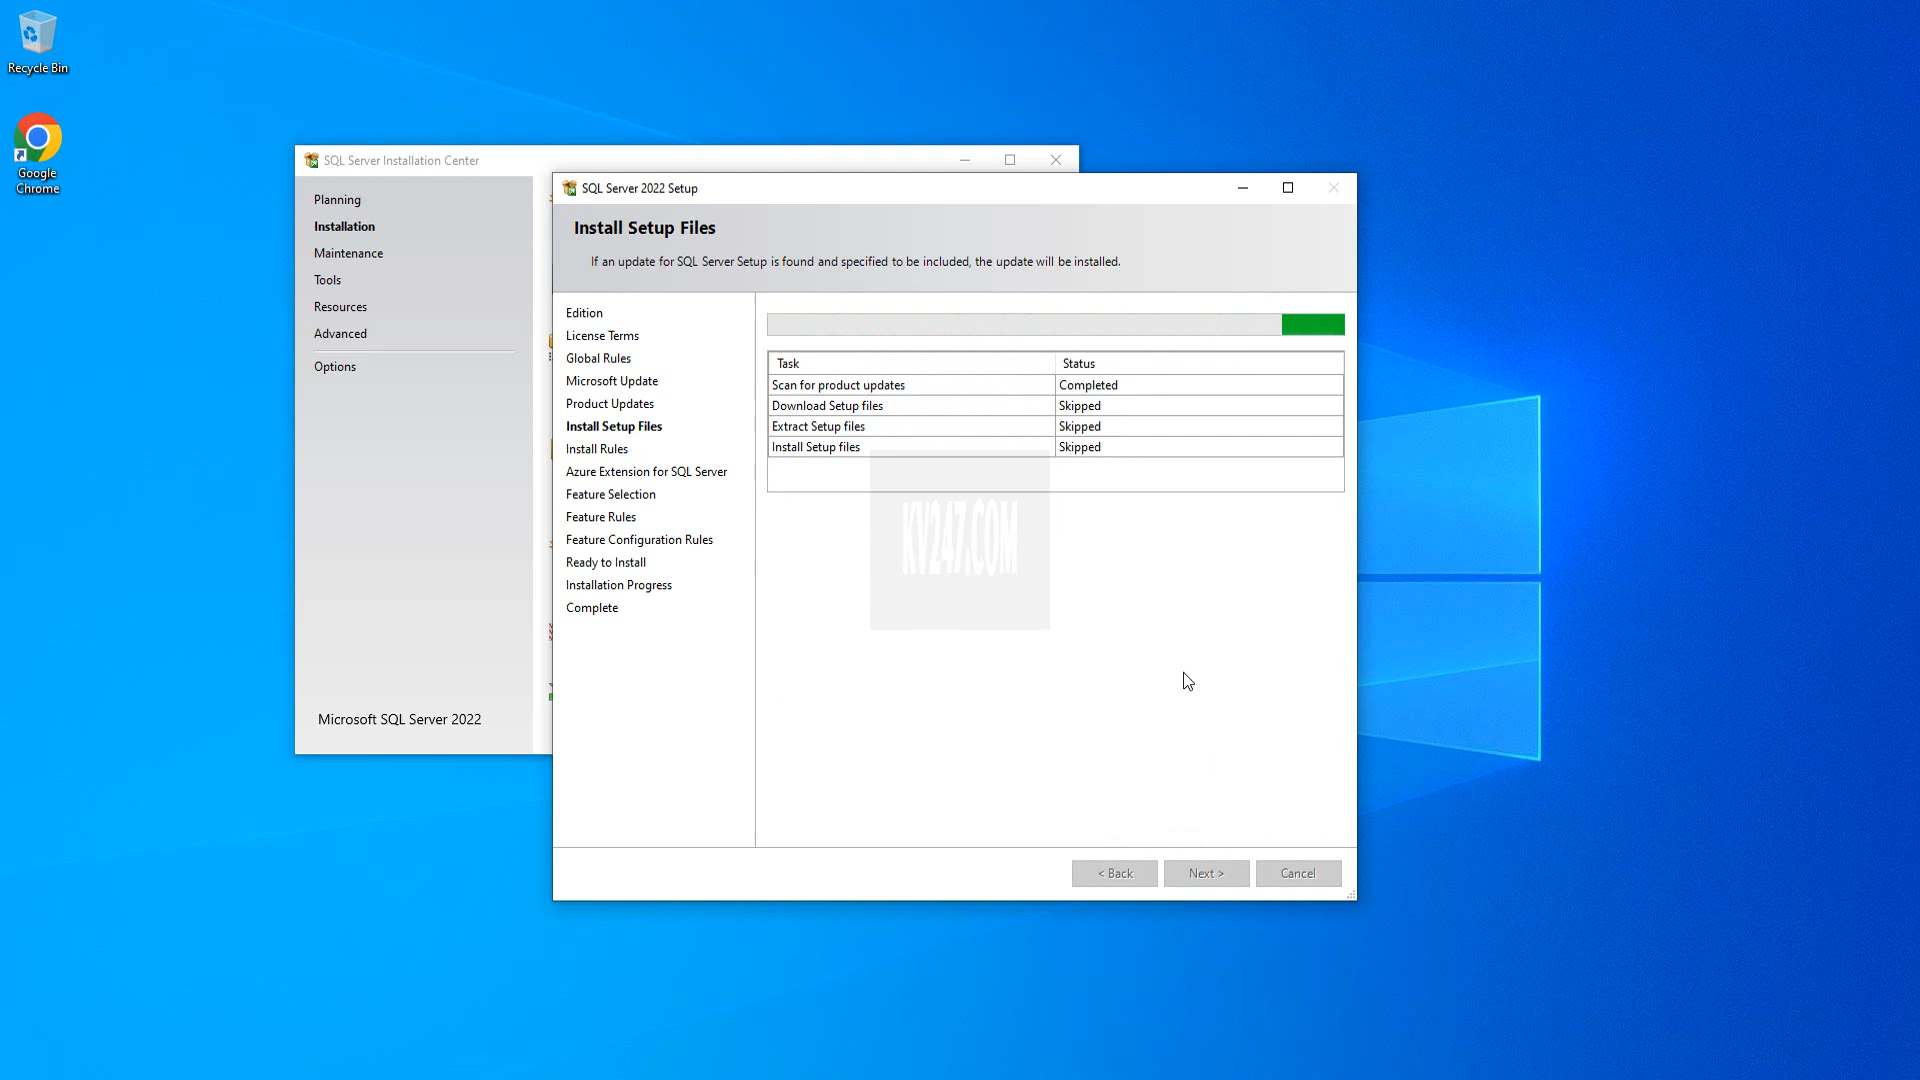 Recycle Bin
Google
Chrome
SQL Server Installation Center
Planning
Installation
Maintenance
Tools
Resources
Advanced
Options
Microsoft SQL Server 2022
SQL Server 2022 Setup
Install Setup Files
If an update for SQL Server Setup is found and specified to be included, the update will be installed.
Edition
License Terms
Global Rules
Microsoft Update
Product Updates
Install Setup Files
Install Rules
Azure Extension for SQL Server
Feature Selection
Feature Rules
Feature Configuration Rules
Ready to Install
Installation Progress
Complete
Task Status
Scan for product updates Completed
Download Setup files Skipped
Extract Setup files Skipped
Install Setup files Skipped
KV247.COM
< Back Next > Cancel